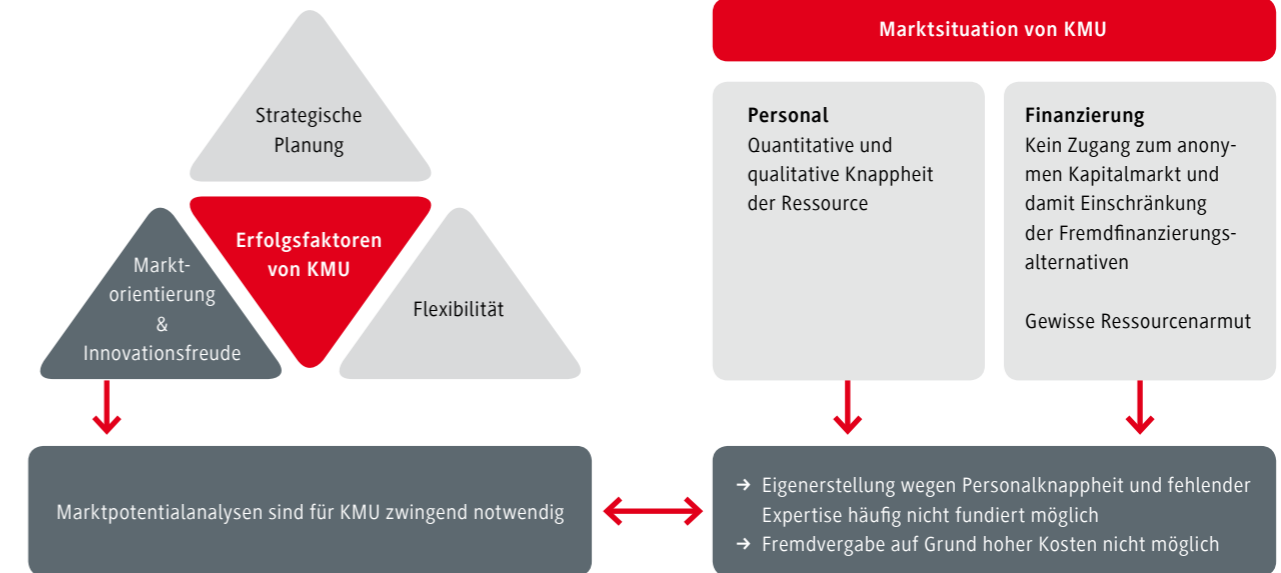 Strategische
Planung
Erfolgsfaktoren
von KMU
Markt-
orientierung
&
Innovationsfreude
Flexibilität
Marktpotentialanalysen sind für KMU zwingend notwendig
Marktsituation von KMU
Personal
Quantitative und
qualitative Knappheit
der Ressource
Finanzierung
Kein Zugang zum anony-
men Kapitalmarkt und
damit Einschränkung
der Fremdfinanzierungs-
alternativen
Gewisse Ressourcenarmut
→ Eigenerstellung wegen Personalknappheit und fehlender
Expertise häufig nicht fundiert möglich
→ Fremdvergabe auf Grund hoher Kosten nicht möglich